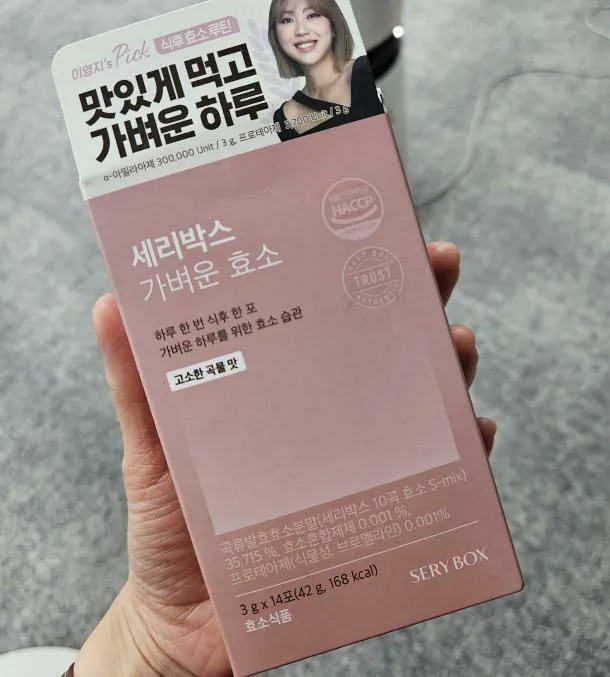 이영지's Pick 식후효소루틴
맛있게 먹고
가벼운 하루
α-아밀라아제 300,000 Unit / 3 g, 프로테아제 3,700 Unit / 3 g
세리박스
가벼운 효소
HACCP
TRUST
AUTHENTIC
하루 한 번 식후 한 포
가벼운 하루를 위한 효소 습관
고소한 곡물 맛
곡류발효효소분말(세리박스 10곡 효소 S-mix)
35.715 %, 효소혼합제제 0.001 %,
프로테아제(식물성, 브로멜라인) 0.001%
3 g x 14포(42 g, 168 kcal)
효소식품
SERY BOX